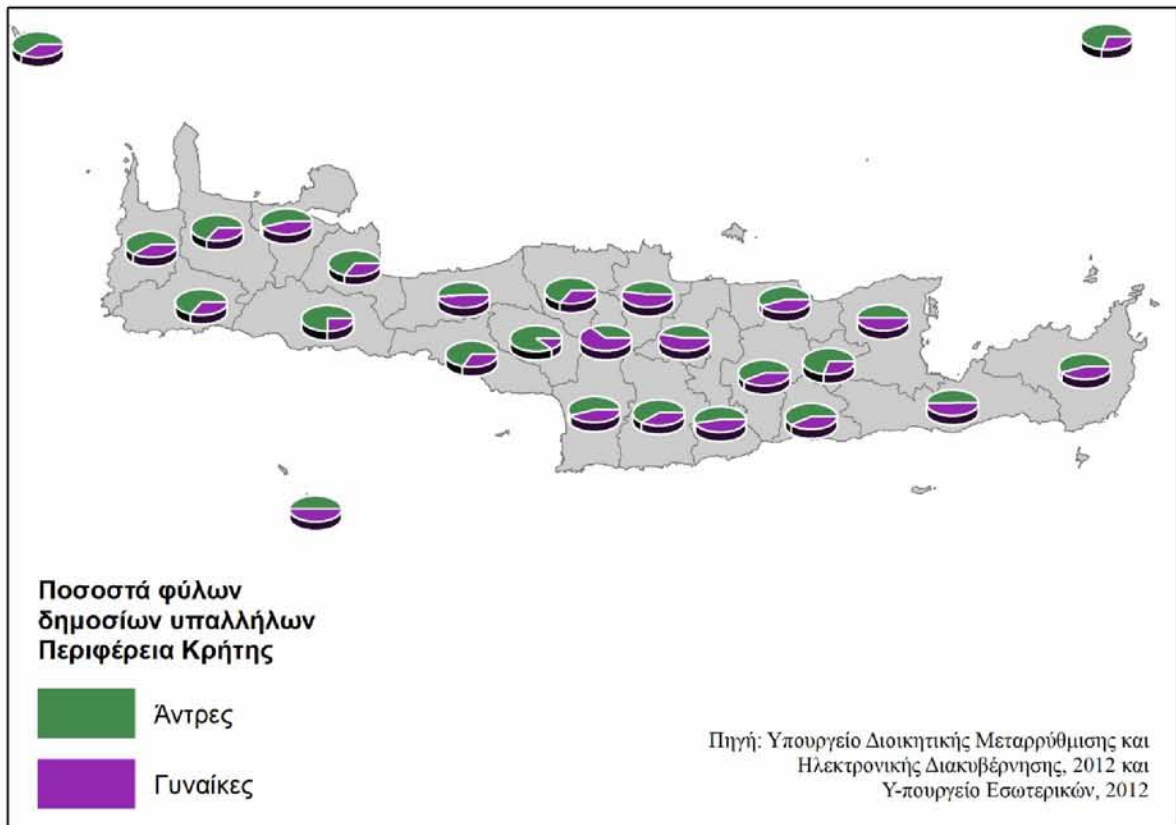 Ποσοστά φύλων
δημοσίων υπαλλήλων
Περιφέρεια Κρήτης
Άντρες
Γυναίκες
Πηγή: Υπουργείο Διοικητικής Μεταρρύθμισης και
Ηλεκτρονικής Διακυβέρνησης, 2012 και
Υ-πουργείο Εσωτερικών, 2012